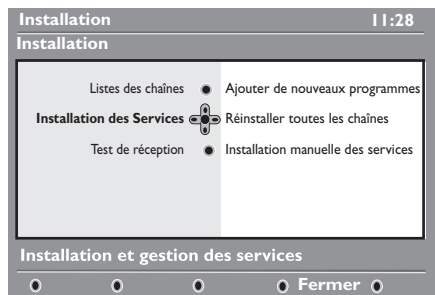 Installation 11:28
Installation
Listes des chaînes Ajouter de nouveaux programmes
Installation des Services Réinstaller toutes les chaînes
Test de réception Installation manuelle des services
Installation et gestion des services
Fermer